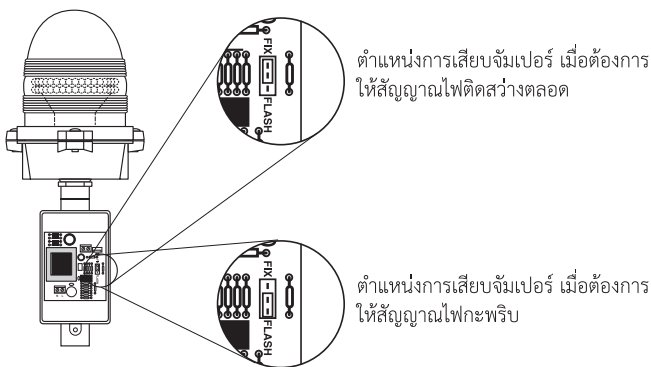 FIX
FLASH
ตำแหน่งการเสียบจัมเปอร์ เมื่อต้องการ
ให้สัญญาณไฟติดสว่างตลอด
FIX
FLASH
ตำแหน่งการเสียบจัมเปอร์ เมื่อต้องการ
ให้สัญญาณไฟกะพริบ